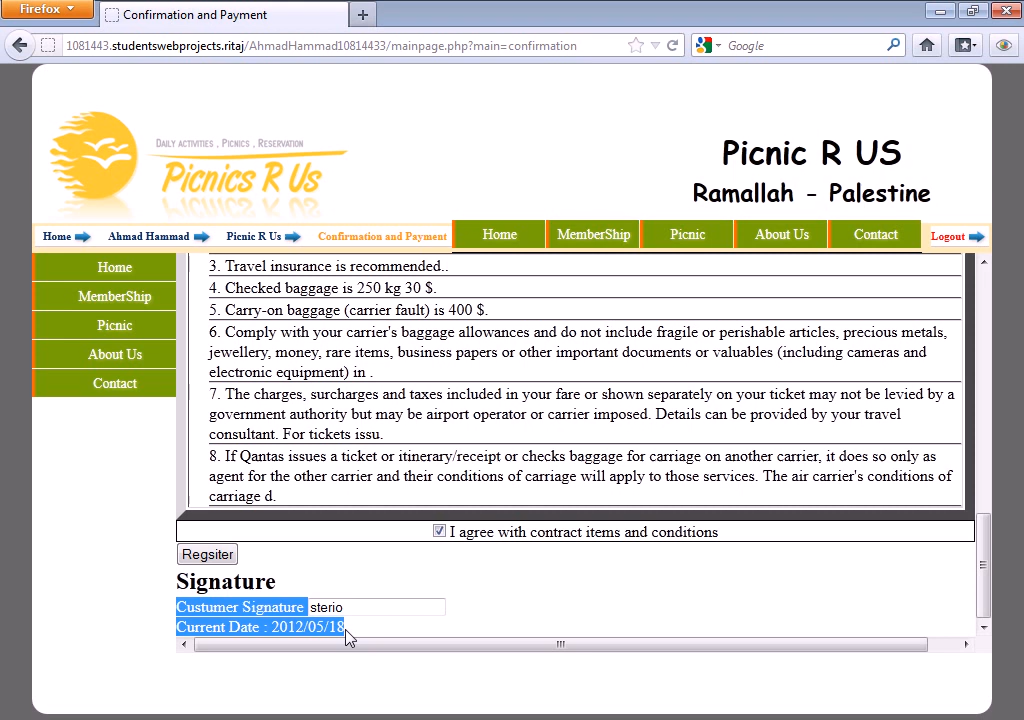 Firefox
Confirmation and Payment
1081443.studentswebprojects.ritaj/AhmadHammad10814433/mainpage.php?main=confirmation
Google
DAILY ACTIVITIES , PICNICS , RESERVATION
Picnics R Us
Picnic R US
Ramallah - Palestine
Home Ahmad Hammad Picnic R Us Confirmation and Payment
Home MemberShip Picnic About Us Contact
Logout
Home
MemberShip
Picnic
About Us
Contact
3. Travel insurance is recommended..
4. Checked baggage is 250 kg 30 $.
5. Carry-on baggage (carrier fault) is 400 $.
6. Comply with your carrier's baggage allowances and do not include fragile or perishable articles, precious metals,
jewellery, money, rare items, business papers or other important documents or valuables (including cameras and
electronic equipment) in .
7. The charges, surcharges and taxes included in your fare or shown separately on your ticket may not be levied by a
government authority but may be airport operator or carrier imposed. Details can be provided by your travel
consultant. For tickets issu.
8. If Qantas issues a ticket or itinerary/receipt or checks baggage for carriage on another carrier, it does so only as
agent for the other carrier and their conditions of carriage will apply to those services. The air carrier's conditions of
carriage d.
I agree with contract items and conditions
Regsiter
Signature
Custumer Signature sterio
Current Date : 2012/05/18